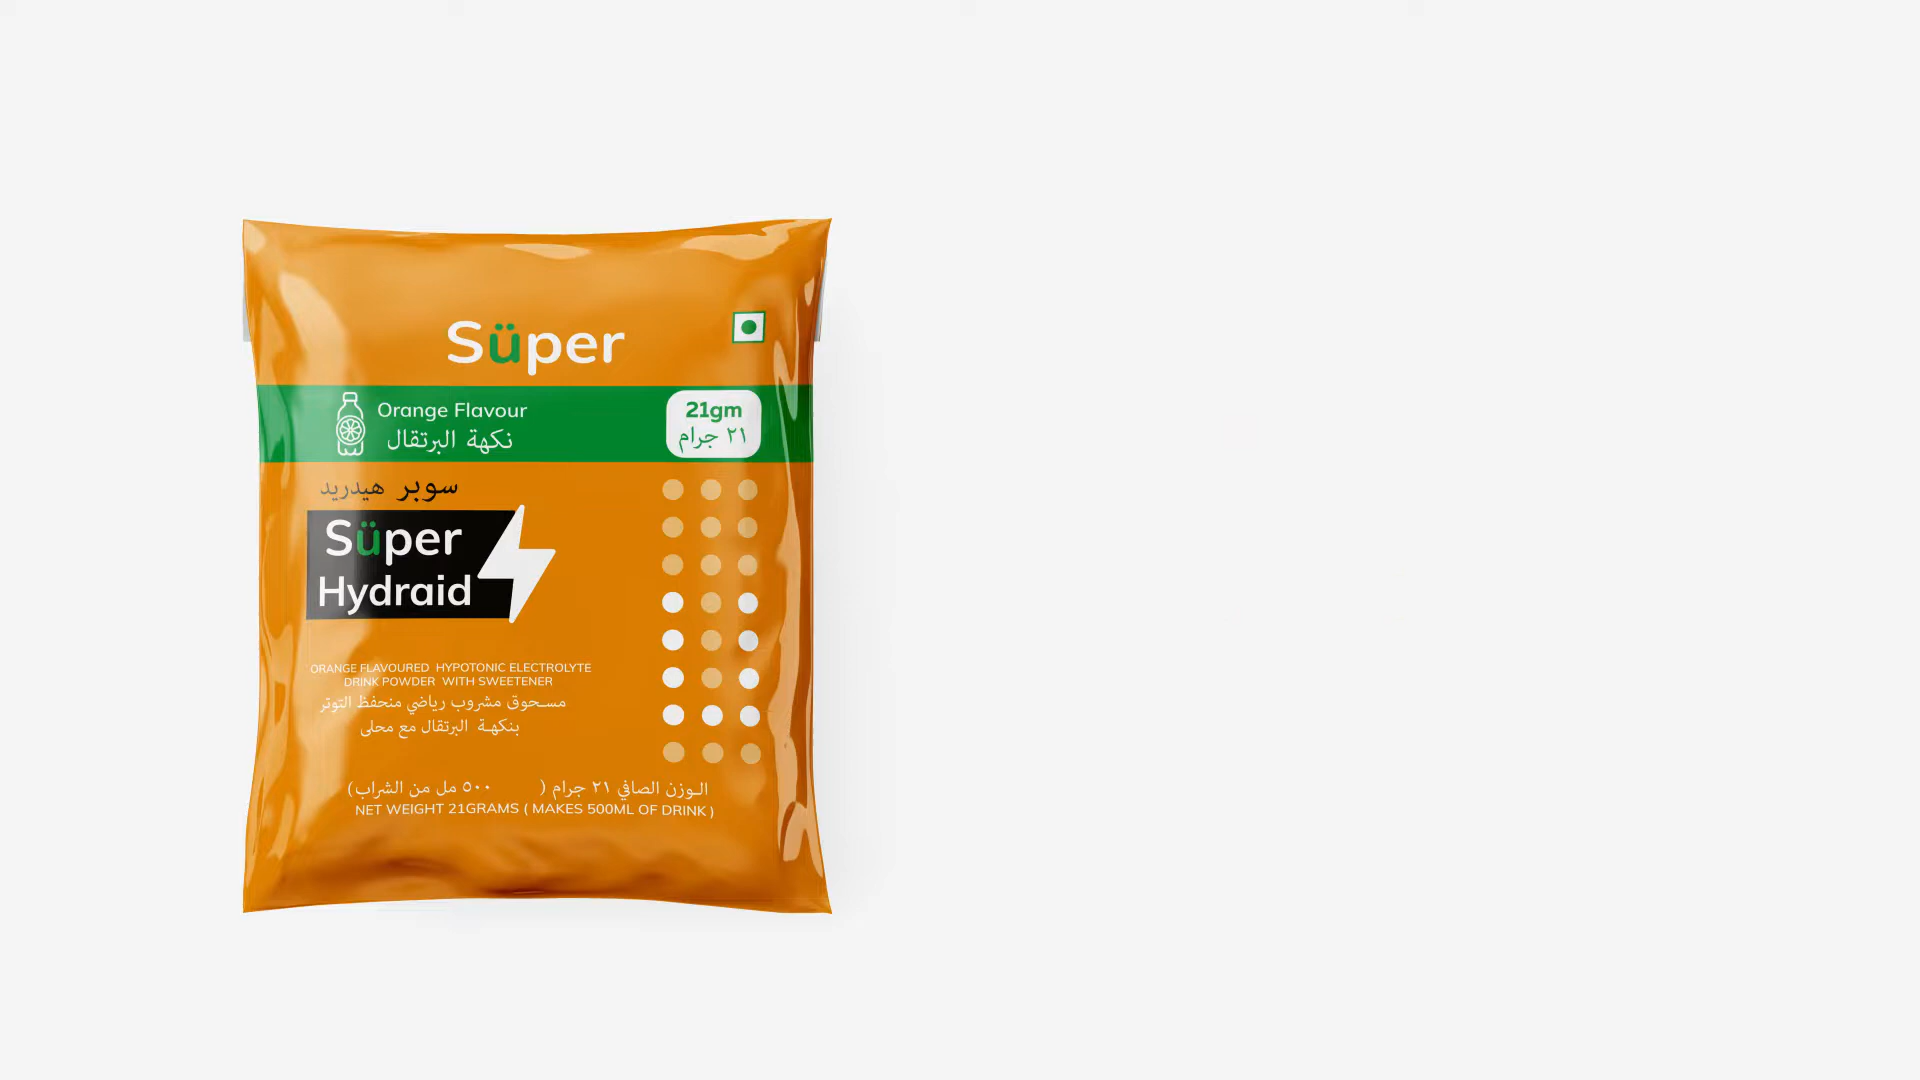 Süper
Orange Flavour
نكهة البرتقال
21gm
٢١ جرام
سوبر هيدريد
Süper
Hydraid
ORANGE FLAVOURED HYPOTONIC ELECTROLYTE
DRINK POWDER WITH SWEETENER
مسحوق مشروب رياضي منحفظ التوتر
بنكهة البرتقال مع محلى
الوزن الصافي ٢١ جرام ( ٥٠٠ مل من الشراب)
NET WEIGHT 21GRAMS ( MAKES 500ML OF DRINK )